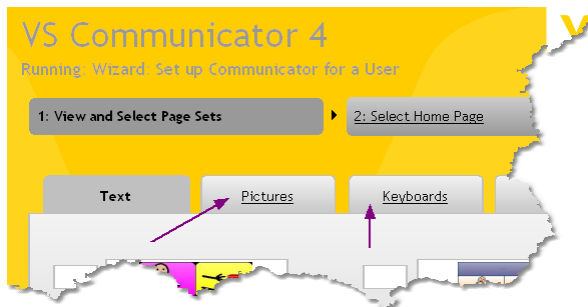 VS Communicator 4
Running: Wizard: Set up Communicator for a User
1: View and Select Page Sets
2: Select Home Page
Text
Pictures
Keyboards